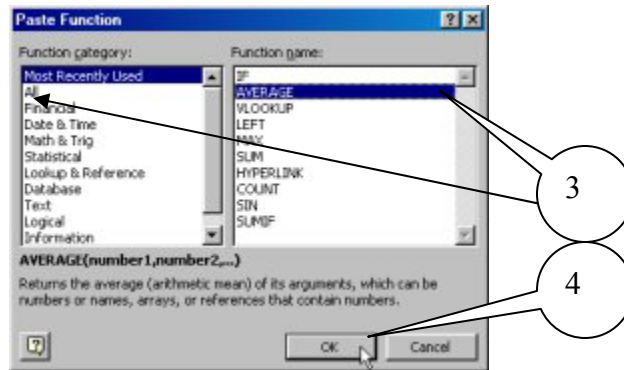 Paste Function
Function category:
Function name:
Most Recently Used
All
Financial
Date & Time
Math & Trig
Statistical
Lookup & Reference
Database
Text
Logical
Information
IF
AVERAGE
VLOOKUP
LEFT
MAX
SUM
HYPERLINK
COUNT
SIN
SUMIF
3
AVERAGE(number1,number2,...)
Returns the average (arithmetic mean) of its arguments, which can be
numbers or names, arrays, or references that contain numbers.
4
OK
Cancel